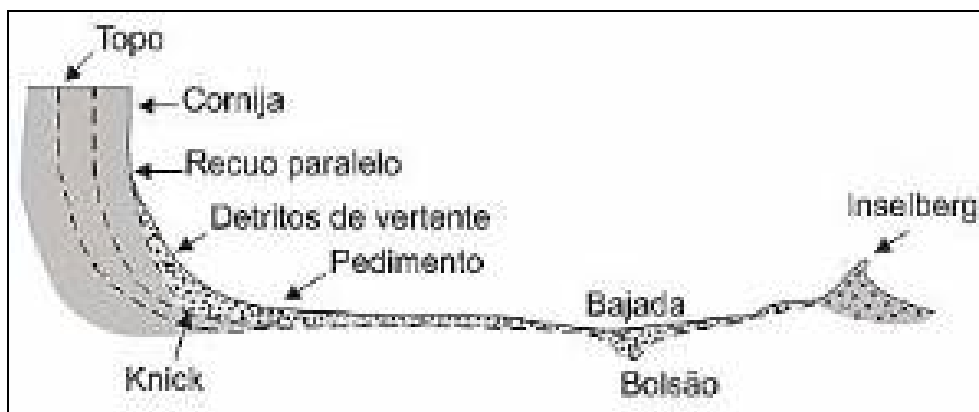 Topo
Cornija
Recuo paralelo
Detritos de vertente
Inselberg
Pedimento
Bajada
Knick
Bolsão